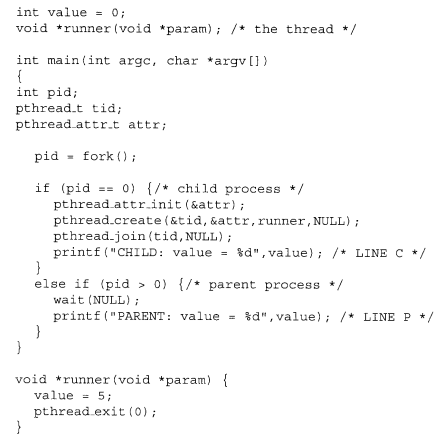 int value = 0;
void *runner(void *param); /* the thread */
int main(int argc, char *argv[])
{
int pid;
pthread_t tid;
pthread_attr_t attr;
pid = fork();
if (pid == 0) {/* child process */
pthread_attr_init(&attr);
pthread_create(&tid,&attr,runner,NULL);
pthread_join(tid,NULL);
printf("CHILD: value = %d",value); /* LINE C */
}
else if (pid > 0) {/* parent process */
wait(NULL);
printf("PARENT: value = %d",value); /* LINE P */
}
}
void *runner(void *param) {
value = 5;
pthread_exit(0);
}